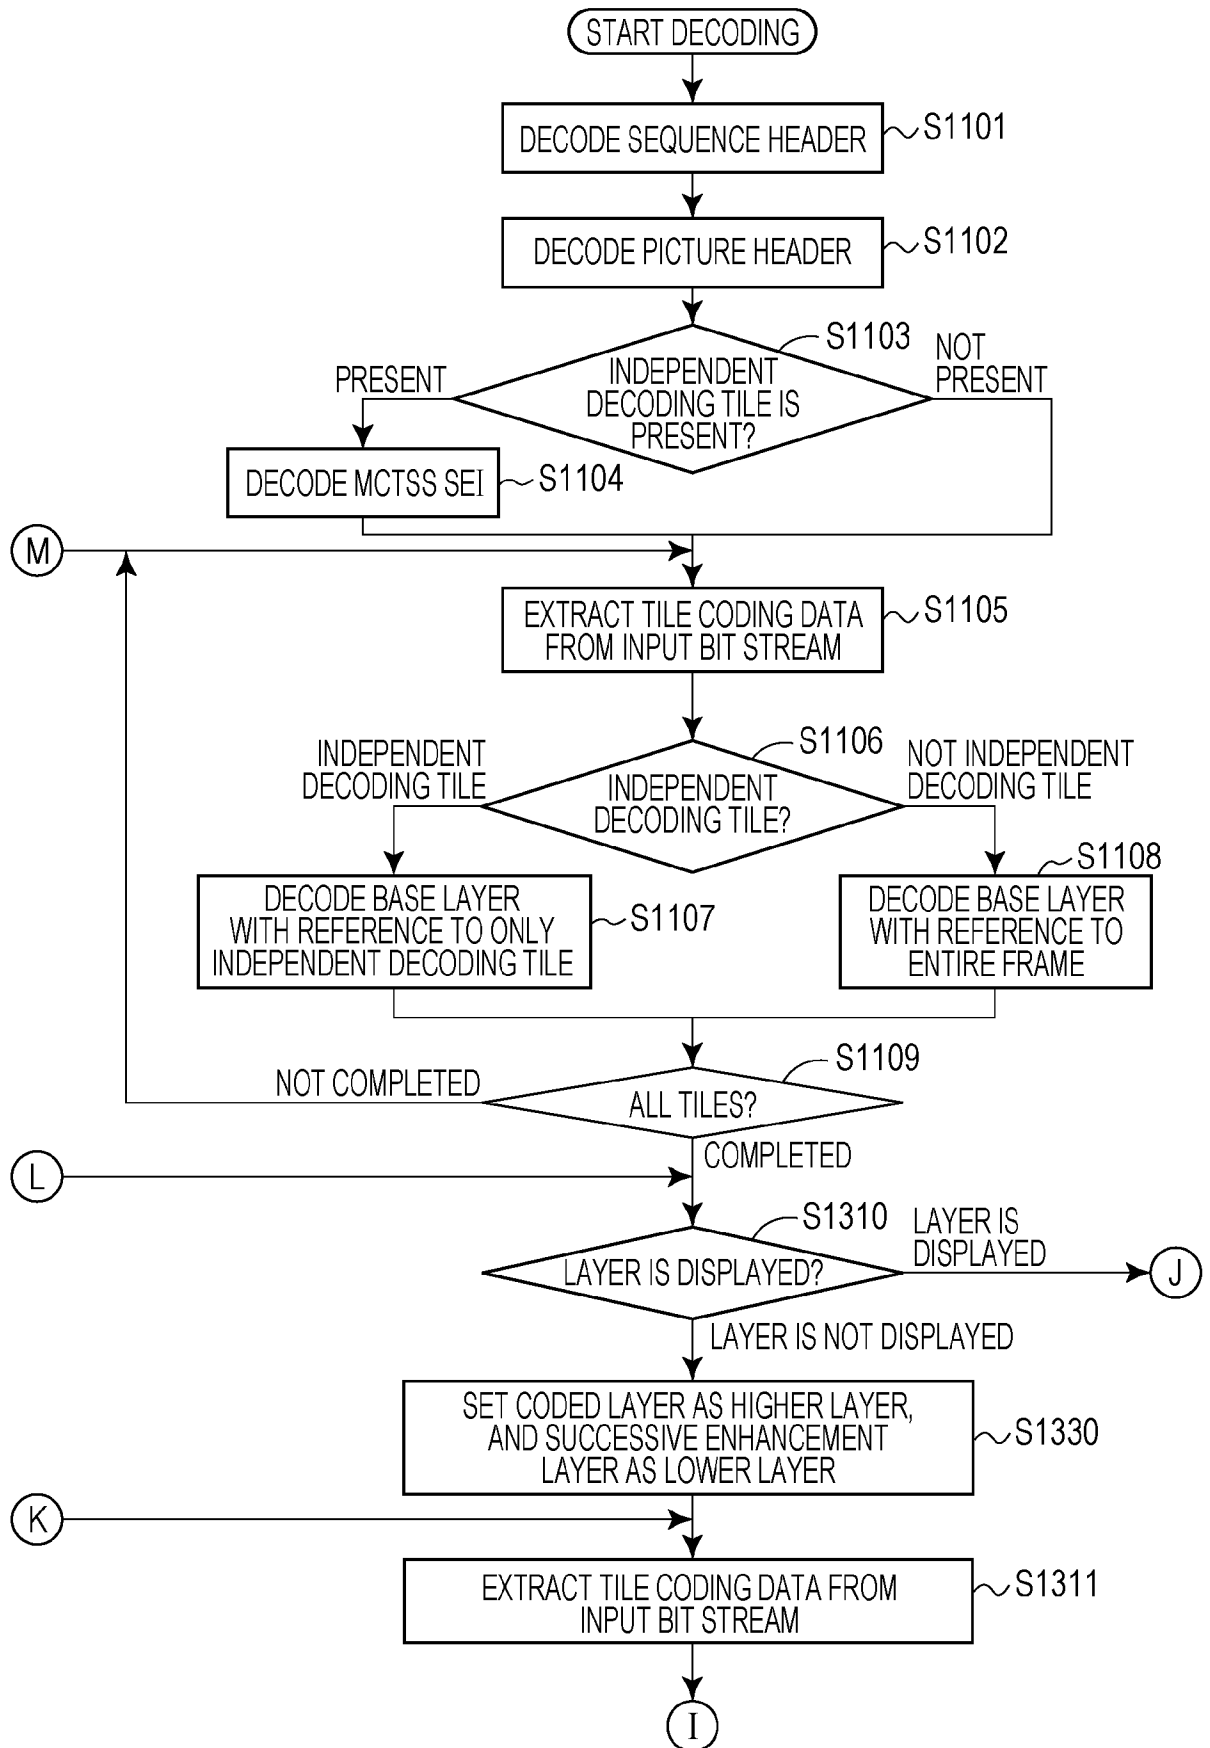 START DECODING
DECODE SEQUENCE HEADER
S1101
DECODE PICTURE HEADER
S1102
S1103
INDEPENDENT
DECODING TILE IS
PRESENT?
PRESENT
NOT
PRESENT
DECODE MCTSS SEI
S1104
M
EXTRACT TILE CODING DATA
FROM INPUT BIT STREAM
S1105
S1106
INDEPENDENT
DECODING TILE?
INDEPENDENT
DECODING TILE
NOT INDEPENDENT
DECODING TILE
DECODE BASE LAYER
WITH REFERENCE TO ONLY
INDEPENDENT DECODING TILE
S1107
S1108
DECODE BASE LAYER
WITH REFERENCE TO
ENTIRE FRAME
S1109
ALL TILES?
NOT COMPLETED
COMPLETED
L
S1310
LAYER IS DISPLAYED?
LAYER IS
DISPLAYED
J
LAYER IS NOT DISPLAYED
SET CODED LAYER AS HIGHER LAYER,
AND SUCCESSIVE ENHANCEMENT
LAYER AS LOWER LAYER
S1330
K
EXTRACT TILE CODING DATA FROM
INPUT BIT STREAM
S1311
I